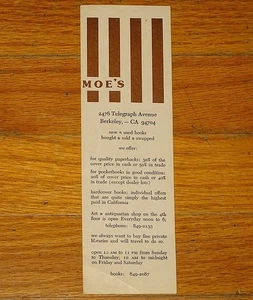 MOE'S
2476 Telegraph Avenue
Berkeley, — CA 94704
new & used books
bought & sold & swapped
we offer:
for quality paperbacks: 30% of the
cover price in cash or 50% in trade
for pocketbooks in good condition:
20% of cover price in cash or 40%
in trade (except dealer lots)
hardcover books: individual offers
that are quite simply the highest
paid in California
Art & antiquarian shop on the 4th
floor is open Everyday noon to 6;
telephone: 849-2133
we always want to buy fine private
libraries and will travel to do so
open 10 AM to 11 PM from Sunday
to Thursday; 10 AM to midnight
on Friday and Saturday
books: 849-2087